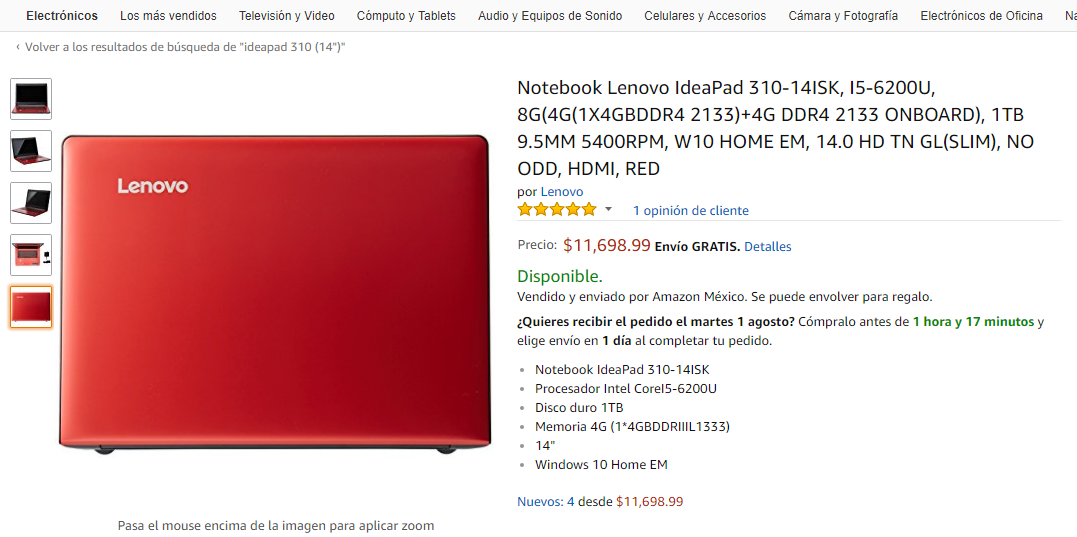 Electrónicos Los más vendidos Televisión y Video Cómputo y Tablets Audio y Equipos de Sonido Celulares y Accesorios Cámara y Fotografía Electrónicos de Oficina Na
‹ Volver a los resultados de búsqueda de "ideapad 310 (14")"
Lenovo
Pasa el mouse encima de la imagen para aplicar zoom
Notebook Lenovo IdeaPad 310-14ISK, I5-6200U,
8G(4G(1X4GBDDR4 2133)+4G DDR4 2133 ONBOARD), 1TB
9.5MM 5400RPM, W10 HOME EM, 14.0 HD TN GL(SLIM), NO
ODD, HDMI, RED
por Lenovo
1 opinión de cliente
Precio: $11,698.99 Envío GRATIS. Detalles
Disponible.
Vendido y enviado por Amazon México. Se puede envolver para regalo.
¿Quieres recibir el pedido el martes 1 agosto? Cómpralo antes de 1 hora y 17 minutos y
elige envío en 1 día al completar tu pedido.
• Notebook IdeaPad 310-14ISK
• Procesador Intel CoreI5-6200U
• Disco duro 1TB
• Memoria 4G (1*4GBDDRIIIL1333)
• 14"
• Windows 10 Home EM
Nuevos: 4 desde $11,698.99